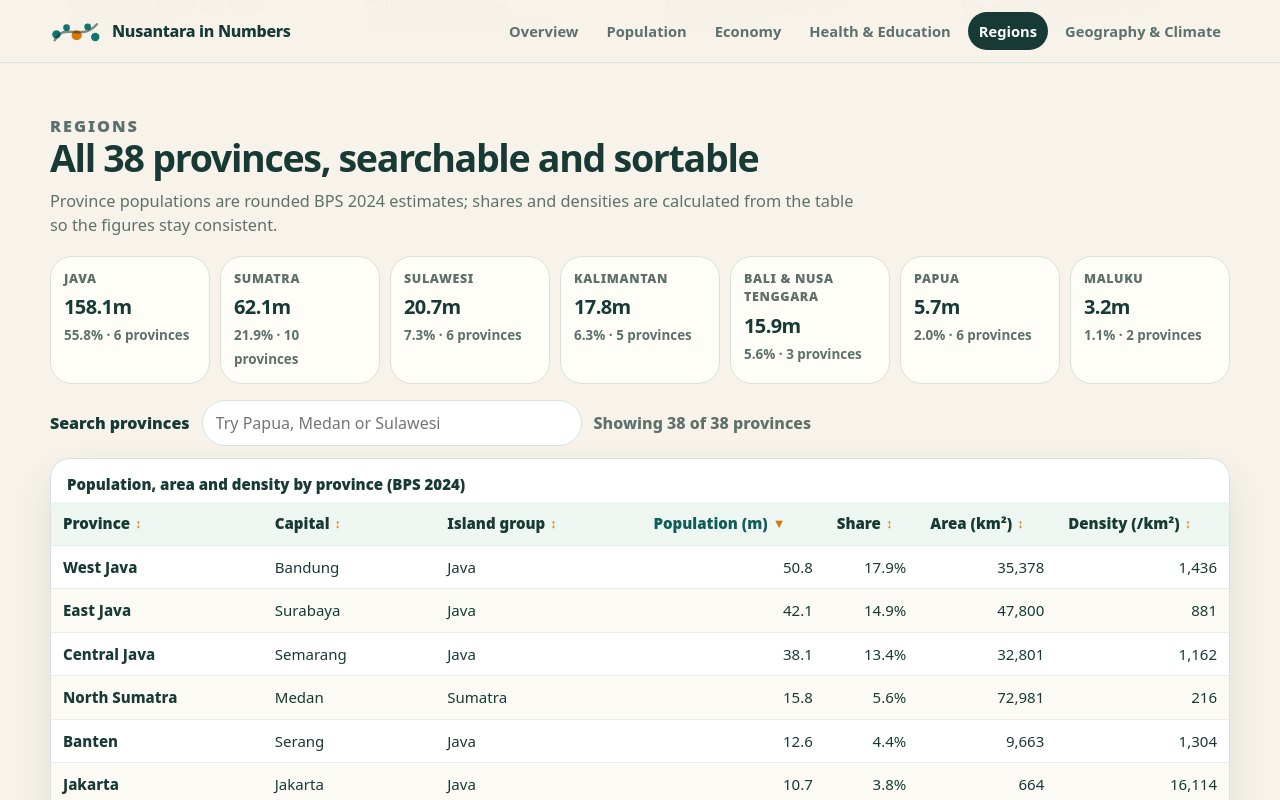 Nusantara in Numbers
Overview
Population
Economy
Health & Education
Regions
Geography & Climate
REGIONS
All 38 provinces, searchable and sortable
Province populations are rounded BPS 2024 estimates; shares and densities are calculated from the table
so the figures stay consistent.
JAVA
158.1m
55.8% · 6 provinces
SUMATRA
62.1m
21.9% · 10
provinces
SULAWESI
20.7m
7.3% · 6 provinces
KALIMANTAN
17.8m
6.3% · 5 provinces
BALI & NUSA
TENGGARA
15.9m
5.6% · 3 provinces
PAPUA
5.7m
2.0% · 6 provinces
MALUKU
3.2m
1.1% · 2 provinces
Search provinces
Try Papua, Medan or Sulawesi
Showing 38 of 38 provinces
Population, area and density by province (BPS 2024)
Province ↕ Capital ↕ Island group ↕ Population (m) ▼ Share ↕ Area (km²) ↕ Density (/km²) ↕
West Java Bandung Java 50.8 17.9% 35,378 1,436
East Java Surabaya Java 42.1 14.9% 47,800 881
Central Java Semarang Java 38.1 13.4% 32,801 1,162
North Sumatra Medan Sumatra 15.8 5.6% 72,981 216
Banten Serang Java 12.6 4.4% 9,663 1,304
Jakarta Jakarta Java 10.7 3.8% 664 16,114